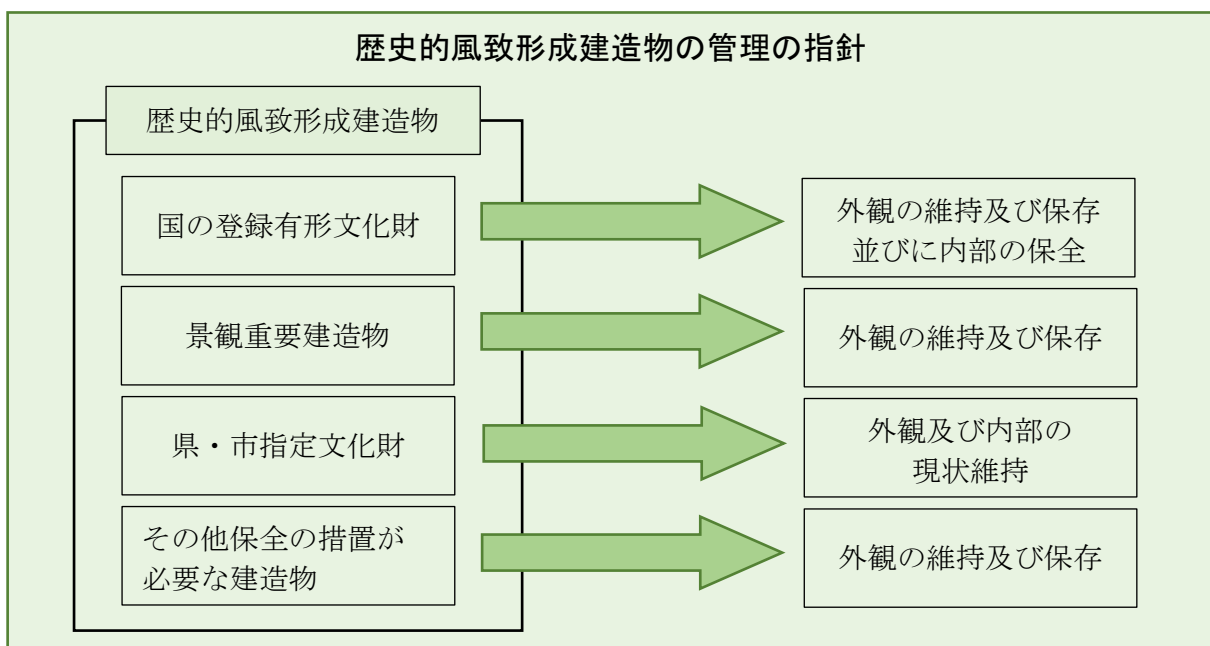 歴史的風致形成建造物の管理の指針
歴史的風致形成建造物
国の登録有形文化財
外観の維持及び保存
並びに内部の保全
景観重要建造物
外観の維持及び保存
県・市指定文化財
外観及び内部の
現状維持
その他保全の措置が
必要な建造物
外観の維持及び保存